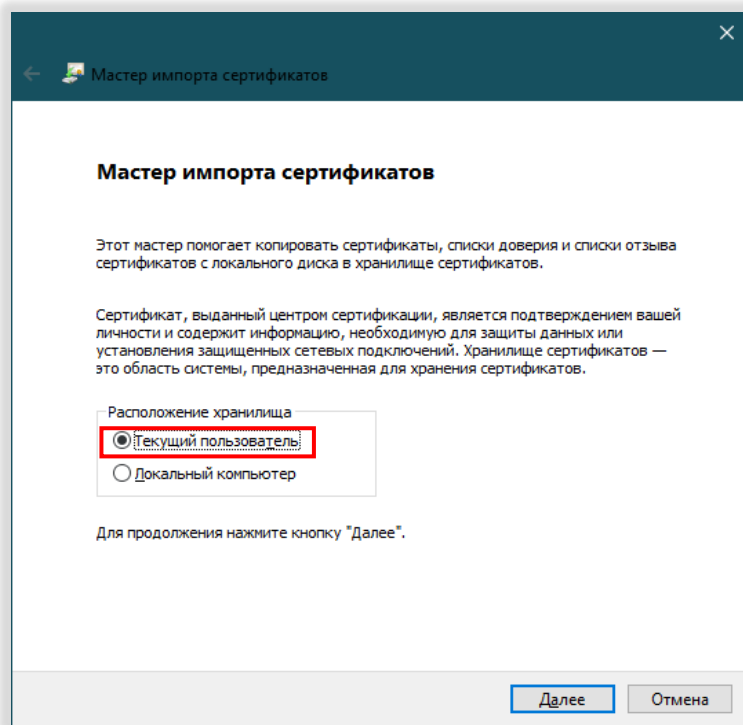 Мастер импорта сертификатов
Мастер импорта сертификатов
Этот мастер помогает копировать сертификаты, списки доверия и списки отзыва
сертификатов с локального диска в хранилище сертификатов.
Сертификат, выданный центром сертификации, является подтверждением вашей
личности и содержит информацию, необходимую для защиты данных или
установления защищенных сетевых подключений. Хранилище сертификатов —
это область системы, предназначенная для хранения сертификатов.
Расположение хранилища
Текущий пользователь
Локальный компьютер
Для продолжения нажмите кнопку "Далее".
Далее
Отмена